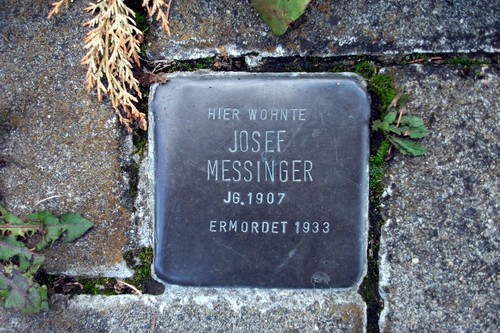 HIER WOHNTE
JOSEF
MESSINGER
JG. 1907
ERMORDET 1933